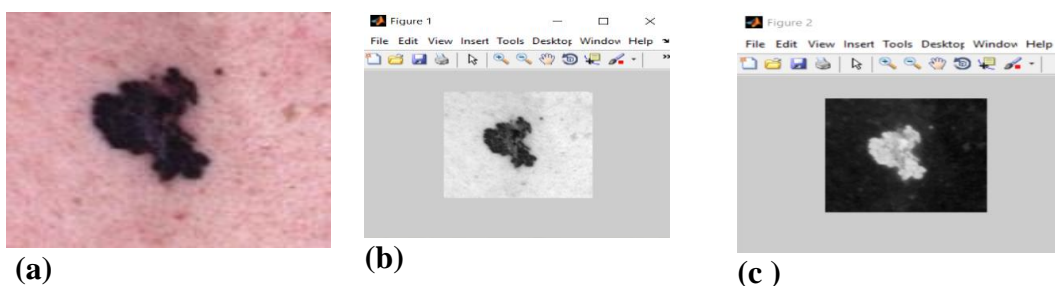 Figure 1
File Edit View Insert Tools Desktop Window Help
Figure 2
File Edit View Insert Tools Desktop Window Help
(a)
(b)
(c )